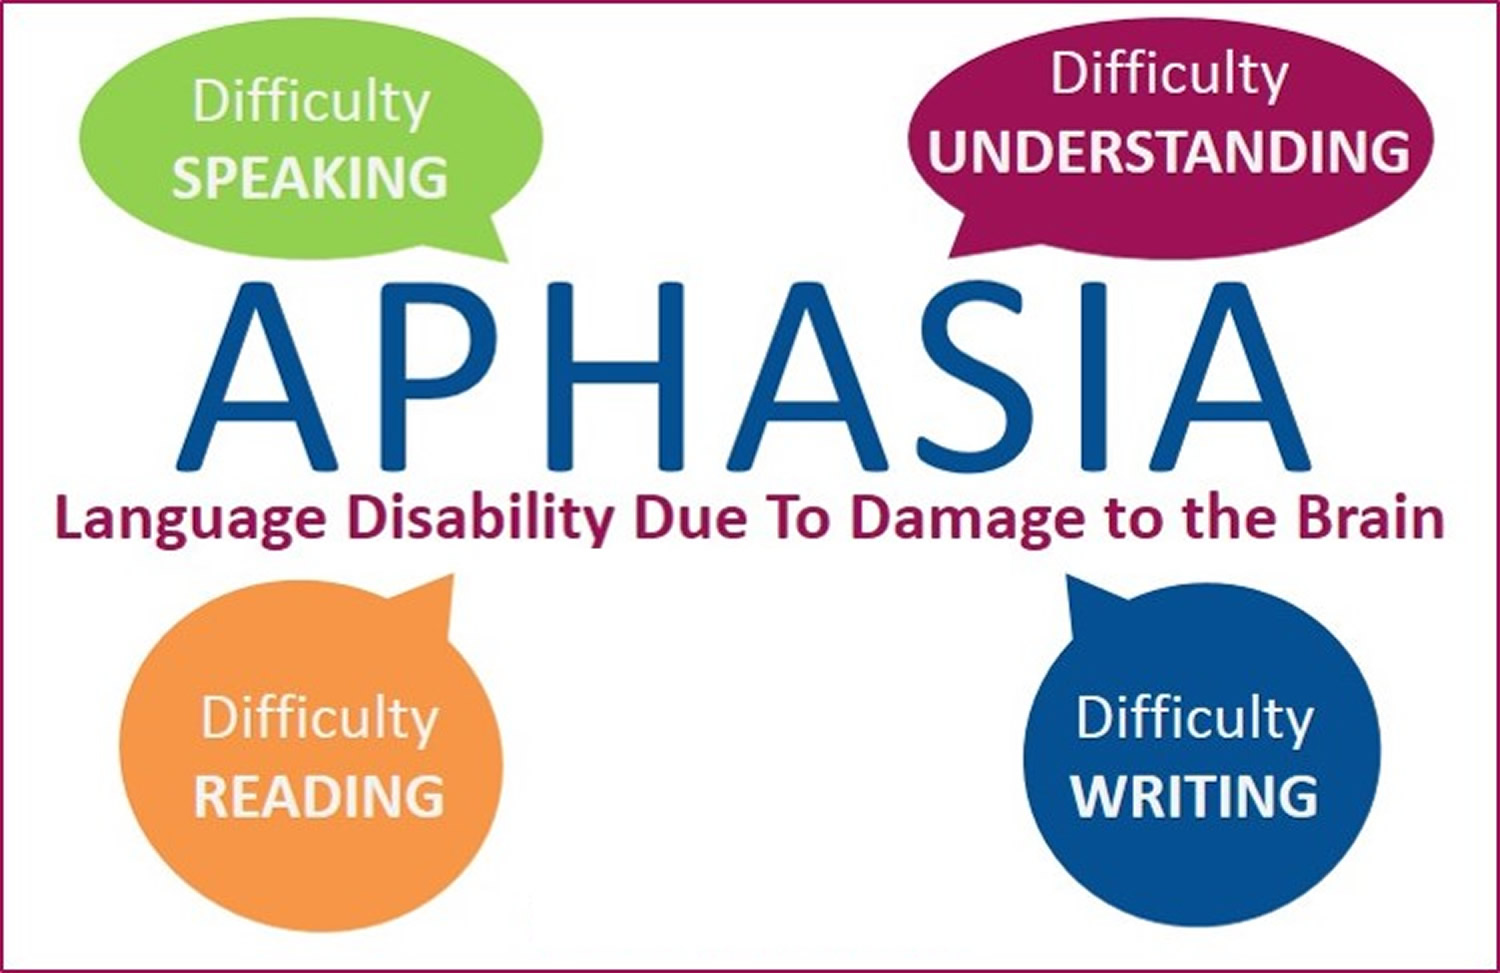 Difficulty
SPEAKING
Difficulty
UNDERSTANDING
APHASIA
Language Disability Due To Damage to the Brain
Difficulty
READING
Difficulty
WRITING